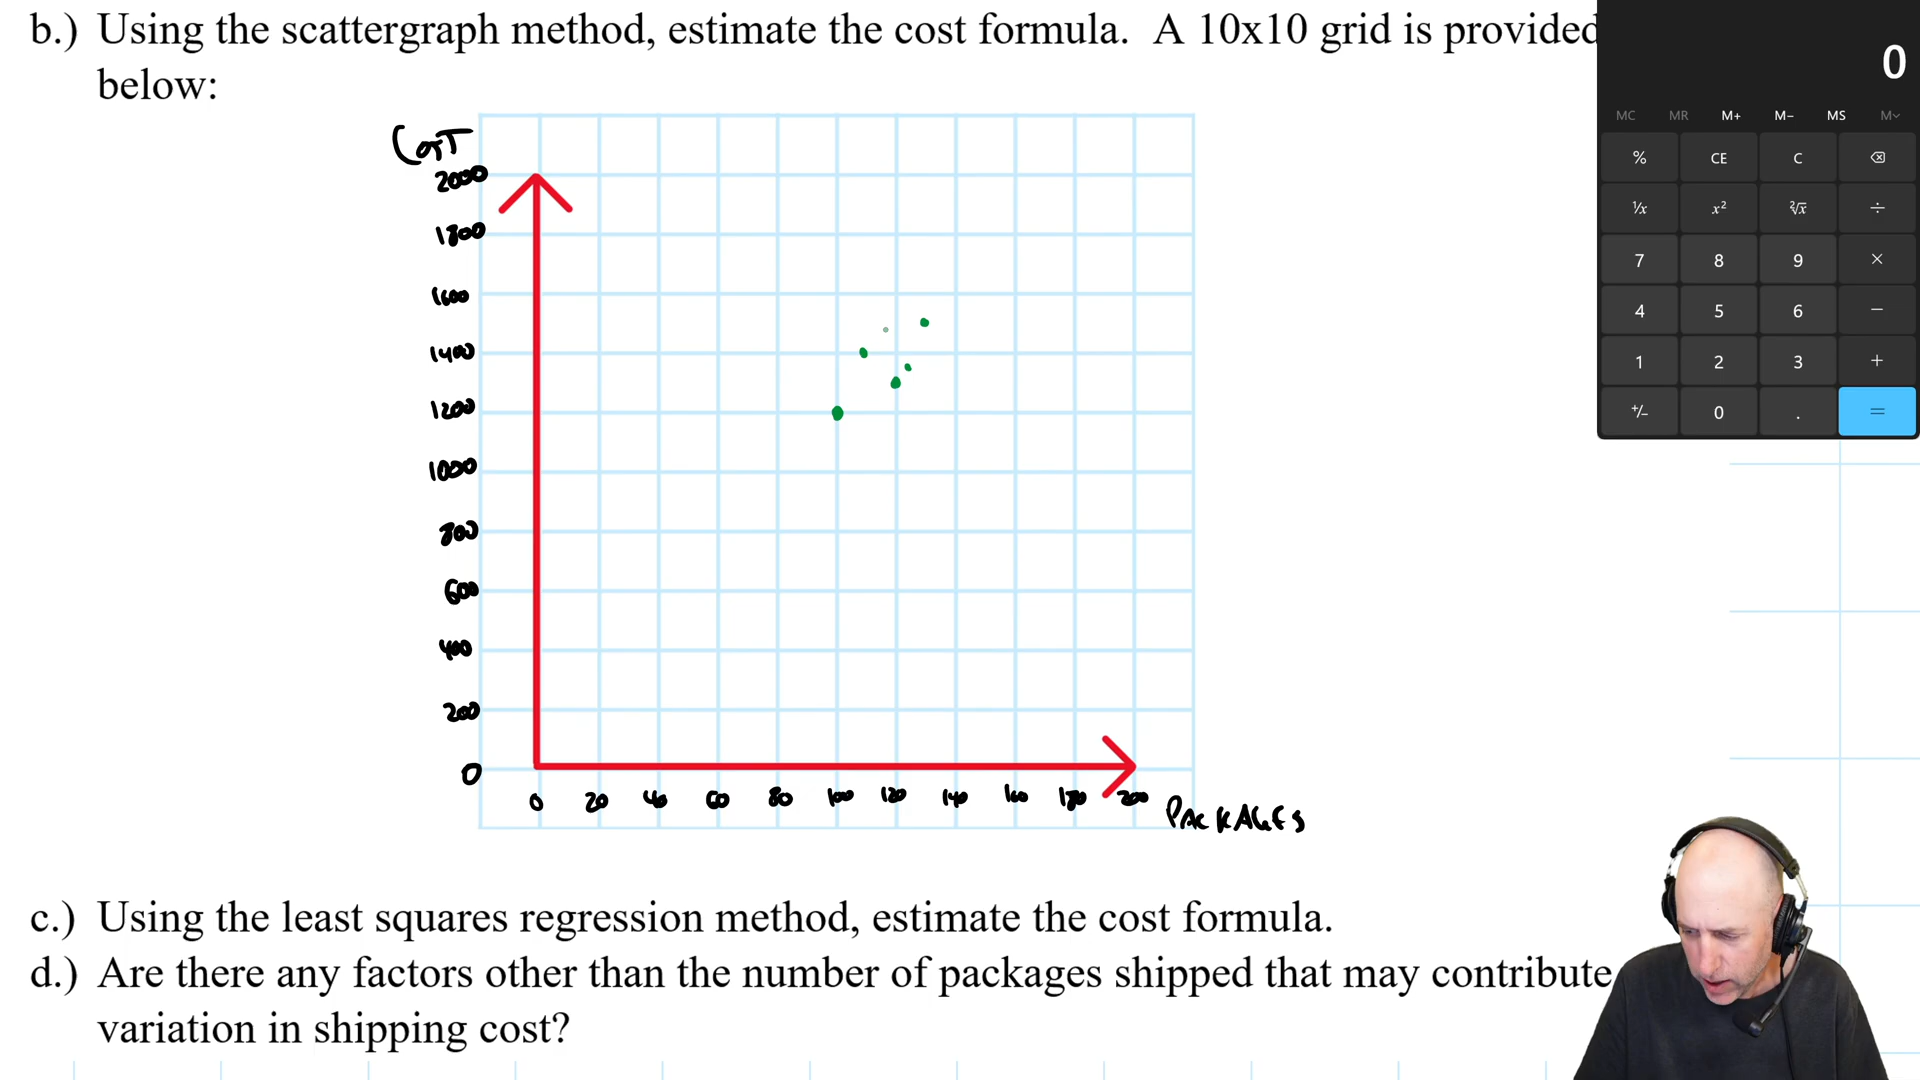 b.) Using the scattergraph method, estimate the cost formula. A 10x10 grid is provided
below:
COST
2000
1800
1600
1400
1200
1000
800
600
400
200
0
0 20 40 60 80 100 120 140 160 180 200
PACKAGES
c.) Using the least squares regression method, estimate the cost formula.
d.) Are there any factors other than the number of packages shipped that may contribute
variation in shipping cost?
0
MC MR M+ M− MS M˅
% CE C ⌫
¹/x x² ²√x ÷
7 8 9 ×
4 5 6 −
1 2 3 +
+/− 0 . =